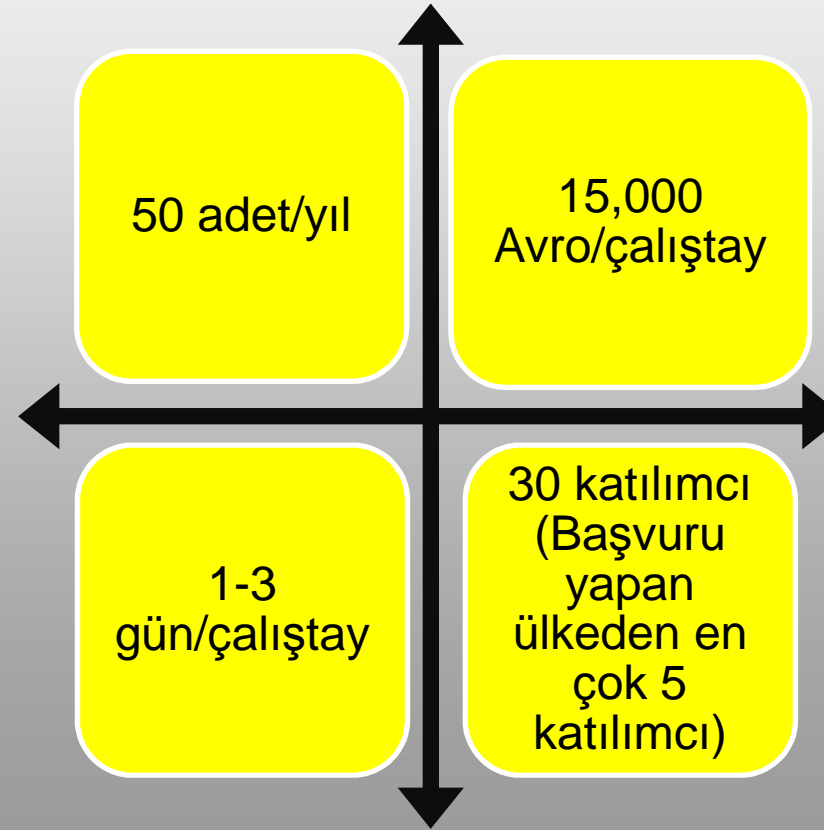 50 adet/yıl
15,000
Avro/çalıştay
1-3
gün/çalıştay
30 katılımcı
(Başvuru
yapan
ülkeden en
çok 5
katılımcı)